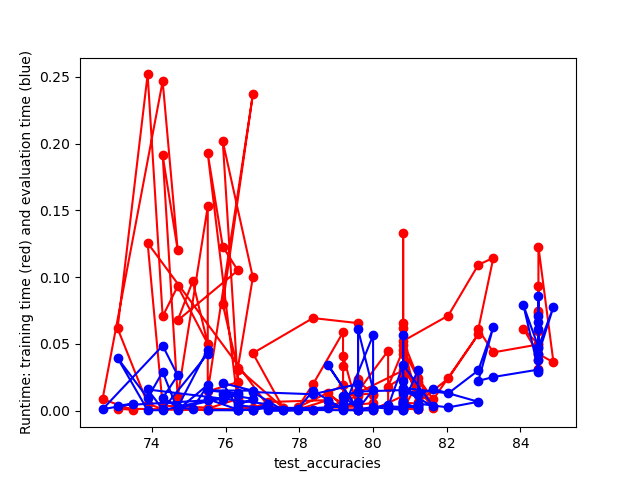 0.25
0.20
0.15
0.10
0.05
0.00
Runtime: training time (red) and evaluation time (blue)
74 76 78 80 82 84
test_accuracies